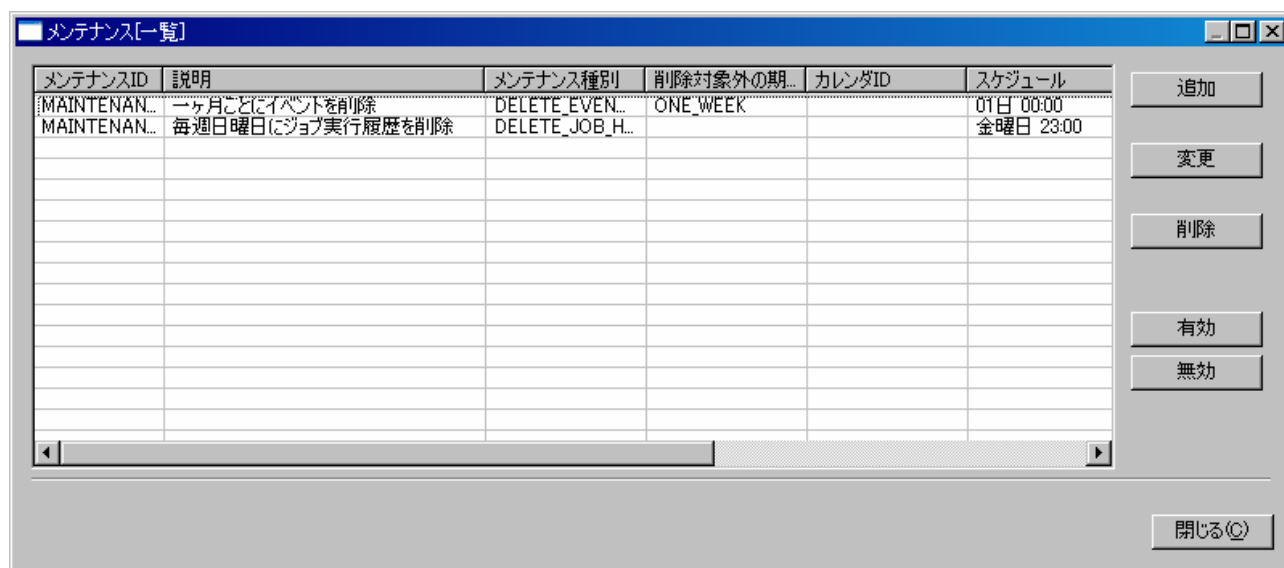 メンテナンス[一覧]
メンテナンスID 説明 メンテナンス種別 削除対象外の期... カレンダID スケジュール
MAINTENAN... 一ヶ月ごとにイベントを削除 DELETE_EVEN... ONE_WEEK 01日 00:00
MAINTENAN... 毎週日曜日にジョブ実行履歴を削除 DELETE_JOB_H... 金曜日 23:00
追加
変更
削除
有効
無効
閉じる(C)